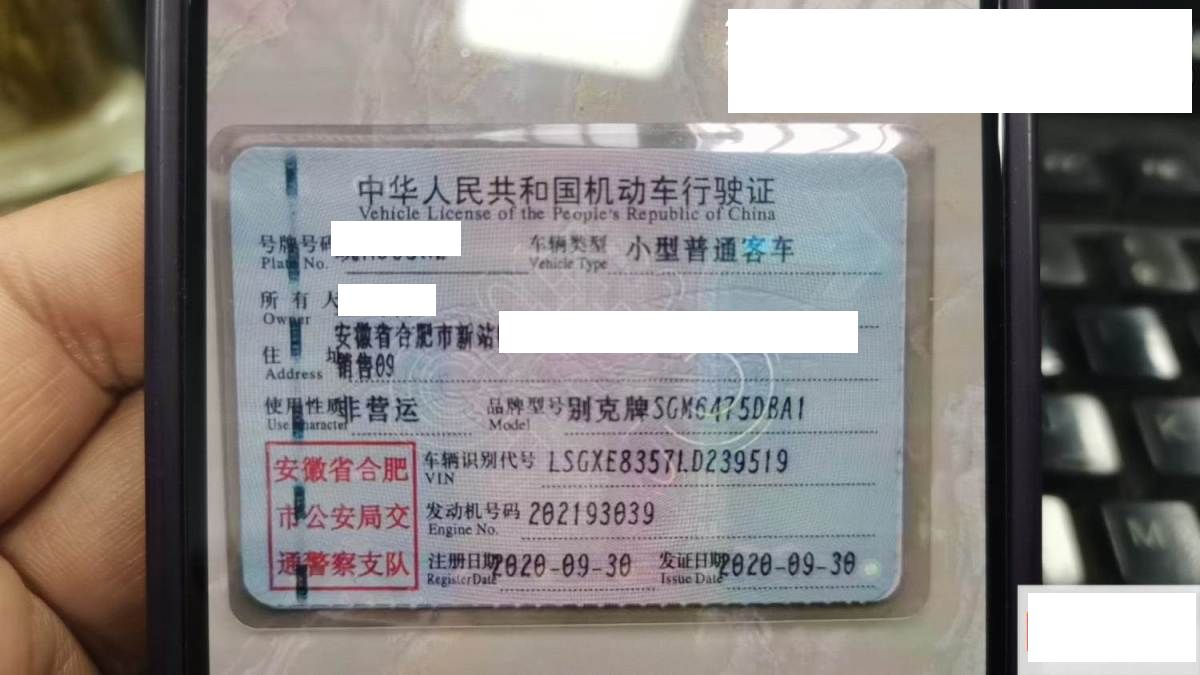 中华人民共和国机动车行驶证
Vehicle License of the People's Republic of China
号牌号码
Plate No.
车辆类型 小型普通客车
Vehicle Type
所有人
Owner
安徽省合肥市新站
住址 销售09
Address
使用性质 非营运
Use Character
品牌型号 别克牌SGM6475DBA1
Model
安徽省合肥
市公安局交
通警察支队
车辆识别代号 LSGXE8357LD239519
VIN
发动机号码 202193039
Engine No.
注册日期 2020-09-30
Register Date
发证日期 2020-09-30
Issue Date
M